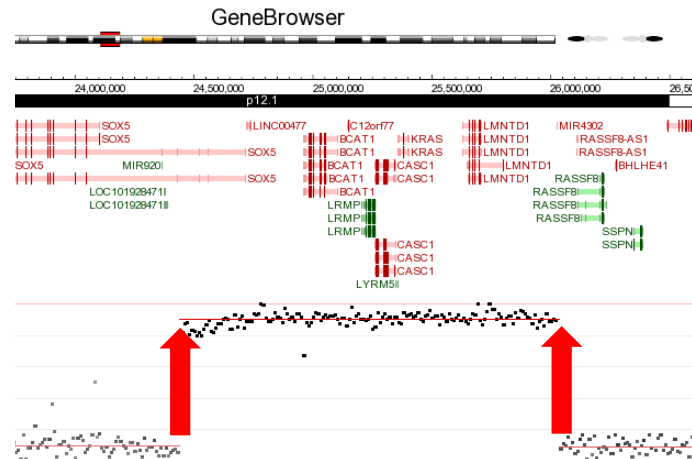 GeneBrowser
24,000,000 24,500,000 25,000,000 25,500,000 26,000,000 26,50
p12.1
SOX5 LINC00477 C12orf77 LMNTD1 MIR4302
SOX5 BCAT1 KRAS LMNTD1 RASSF8-AS1
SOX5 BCAT1 KRAS LMNTD1 RASSF8-AS1
SOX5 MIR920 BCAT1 CASC1 LMNTD1 BHLHE41
SOX5 BCAT1 CASC1 LMNTD1 RASSF8
LOC101928471 BCAT1 RASSF8
LOC101928471 LRMP RASSF8
LRMP RASSF8
LRMP SSPN
CASC1 SSPN
CASC1
CASC1
LYRM5